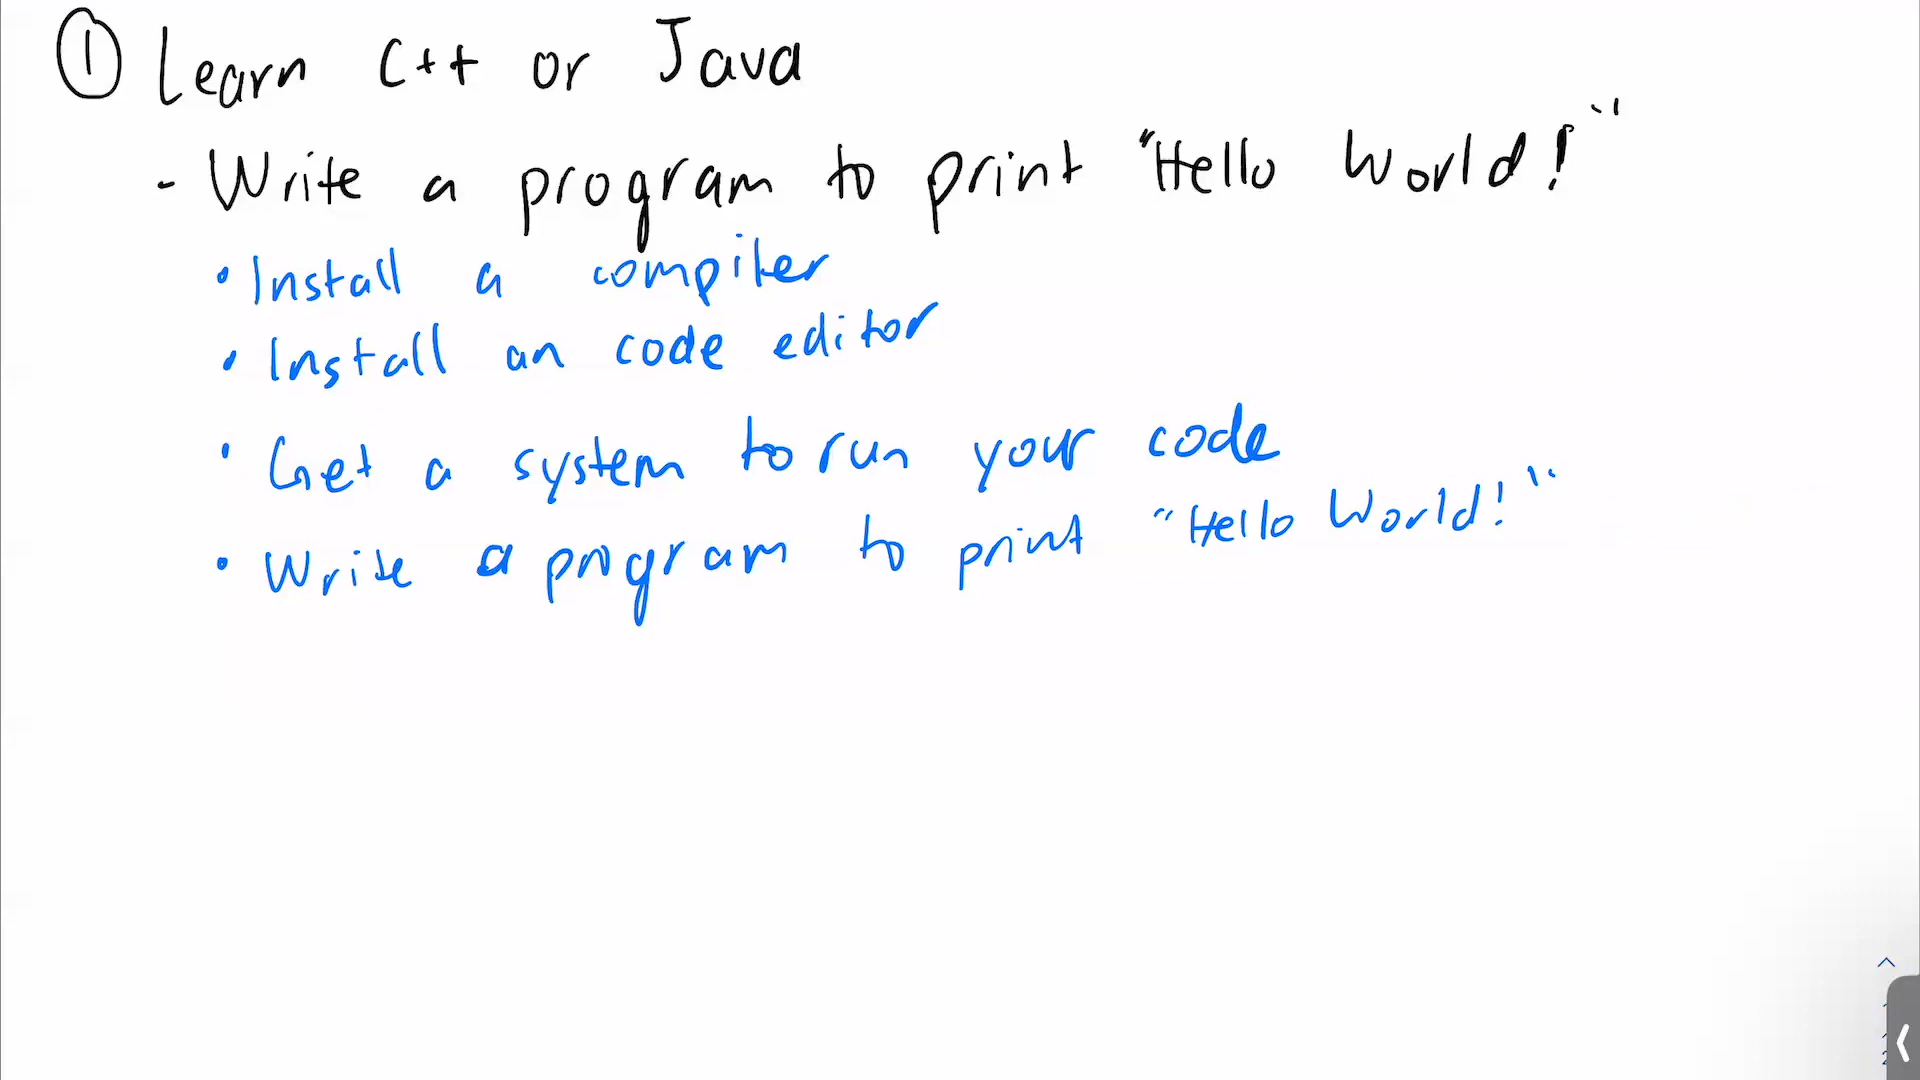 ① Learn C++ or Java
- Write a program to print "Hello World!"
• Install a compiler
• Install an code editor
• Get a system to run your code
• Write a program to print "Hello World!"